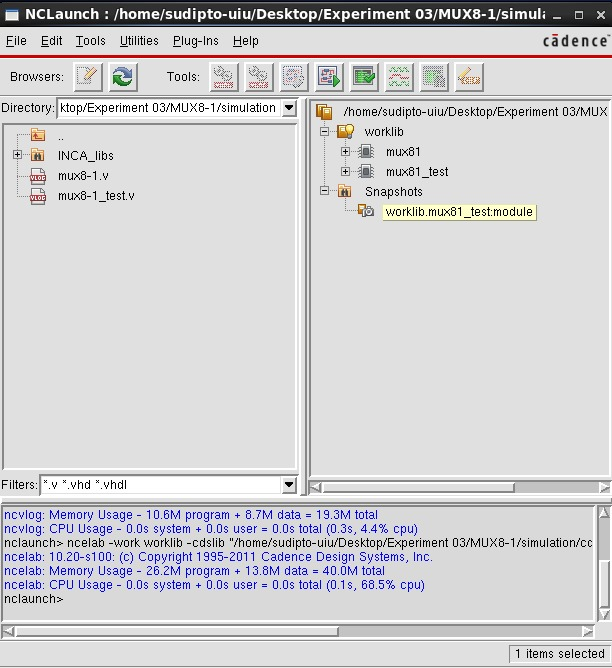 NCLaunch : /home/sudipto-uiu/Desktop/Experiment 03/MUX8-1/simula
File Edit Tools Utilities Plug-Ins Help
cādence
Browsers: Tools:
Directory: ktop/Experiment 03/MUX8-1/simulation
..
INCA_libs
VLOG mux8-1.v
VLOG mux8-1_test.v
/home/sudipto-uiu/Desktop/Experiment 03/MUX
worklib
mux81
mux81_test
Snapshots
worklib.mux81_test:module
Filters: *.v *.vhd *.vhdl
ncvlog: Memory Usage - 10.6M program + 8.7M data = 19.3M total
ncvlog: CPU Usage - 0.0s system + 0.0s user = 0.0s total (0.3s, 4.4% cpu)
nclaunch> ncelab -work worklib -cdslib "/home/sudipto-uiu/Desktop/Experiment 03/MUX8-1/simulation/cc
ncelab: 10.20-s100: (c) Copyright 1995-2011 Cadence Design Systems, Inc.
ncelab: Memory Usage - 26.2M program + 13.8M data = 40.0M total
ncelab: CPU Usage - 0.0s system + 0.0s user = 0.0s total (0.1s, 68.5% cpu)
nclaunch>
1 items selected